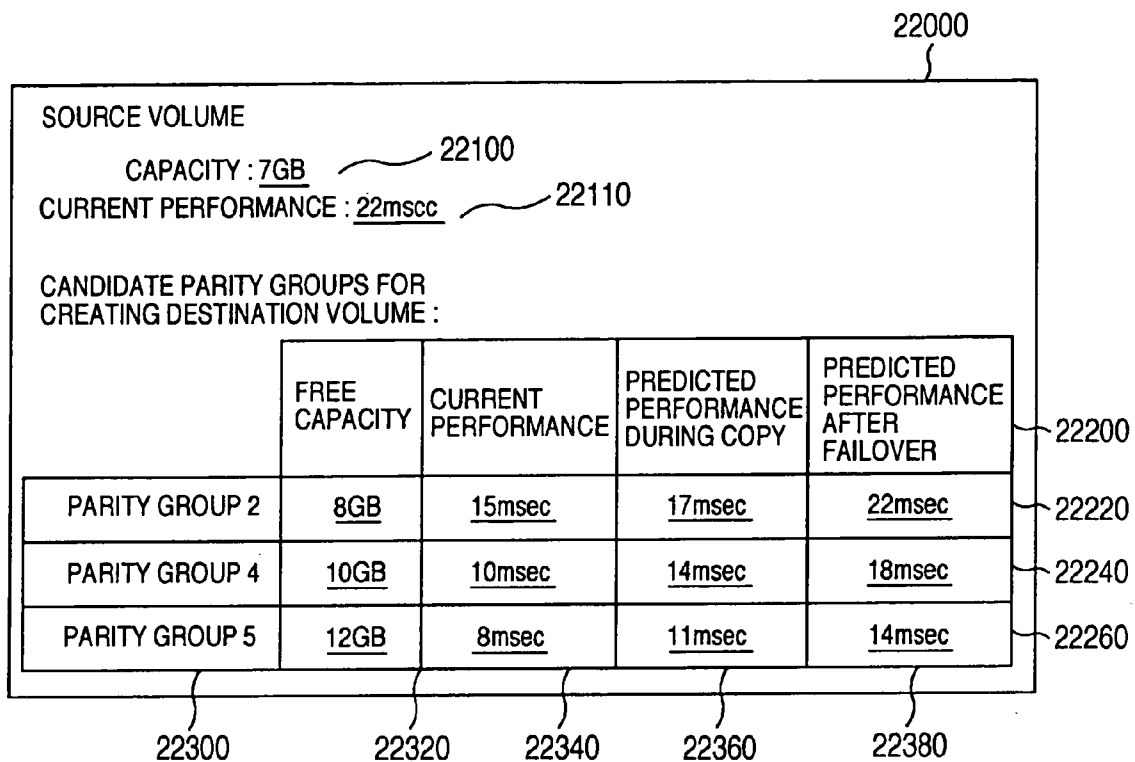 22000
SOURCE VOLUME
CAPACITY : 7GB
22100
CURRENT PERFORMANCE : 22mscc
22110
CANDIDATE PARITY GROUPS FOR
CREATING DESTINATION VOLUME :
FREE
CAPACITY
CURRENT
PERFORMANCE
PREDICTED
PERFORMANCE
DURING COPY
PREDICTED
PERFORMANCE
AFTER
FAILOVER
22200
PARITY GROUP 2 8GB 15msec 17msec 22msec 22220
PARITY GROUP 4 10GB 10msec 14msec 18msec 22240
PARITY GROUP 5 12GB 8msec 11msec 14msec 22260
22300 22320 22340 22360 22380